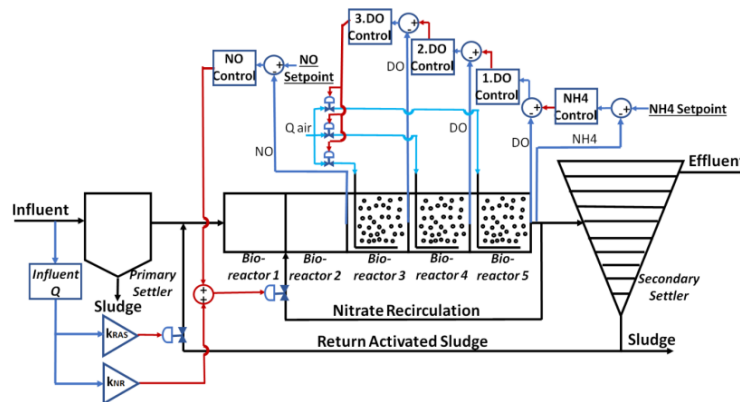 3.DO
Control
2.DO
Control
1.DO
Control
NO
Control
NO
Setpoint
NH4
Control
NH4 Setpoint
DO
DO
DO
NH4
NO
Q air
Influent
Effluent
Influent
Q
Primary
Settler
Sludge
Bio-
reactor 1
Bio-
reactor 2
Bio-
reactor 3
Bio-
reactor 4
Bio-
reactor 5
Secondary
Settler
Nitrate Recirculation
Return Activated Sludge
Sludge
kRAS
kNR
+
-
+
-
+
-
+
-
+
-
+
+